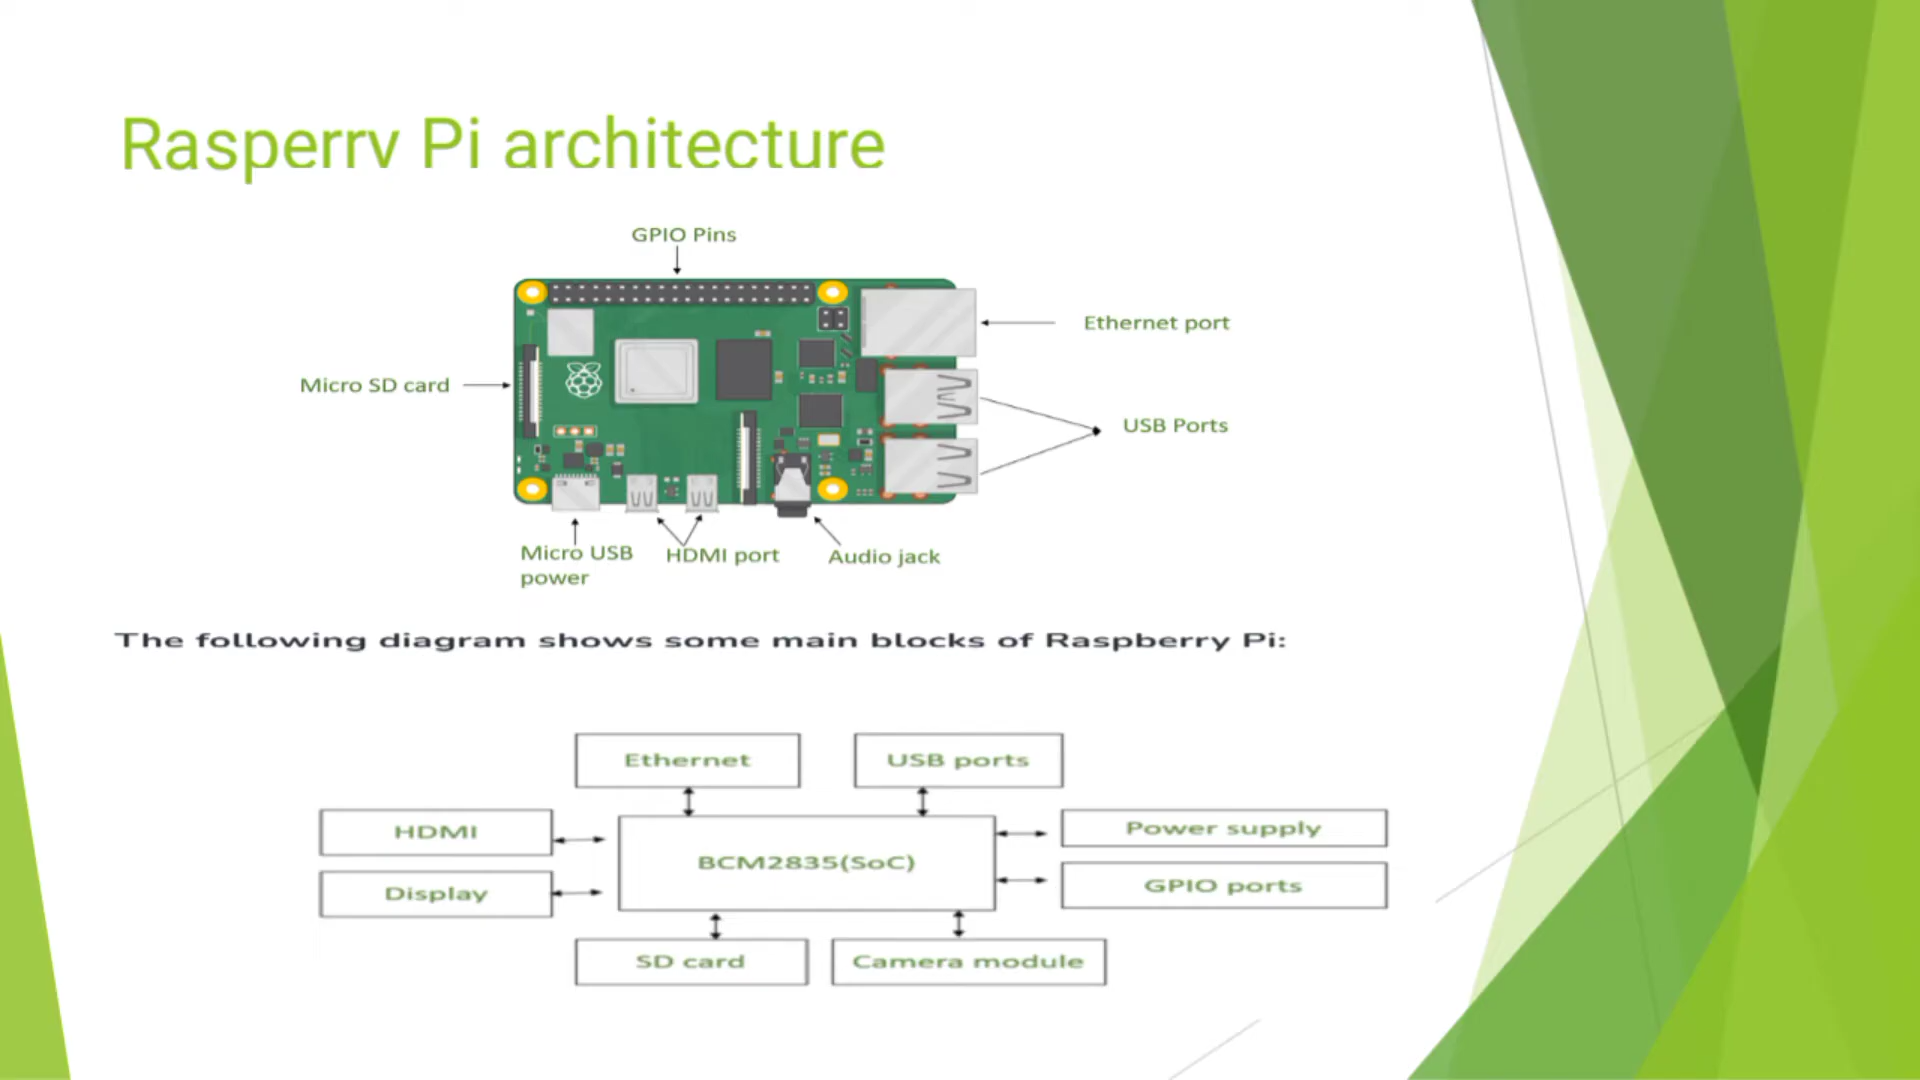 Rasperry Pi architecture
GPIO Pins
Ethernet port
Micro SD card
USB Ports
Micro USB
power
HDMI port
Audio jack
The following diagram shows some main blocks of Raspberry Pi:
Ethernet
USB ports
HDMI
Power supply
BCM2835(SoC)
Display
GPIO ports
SD card
Camera module